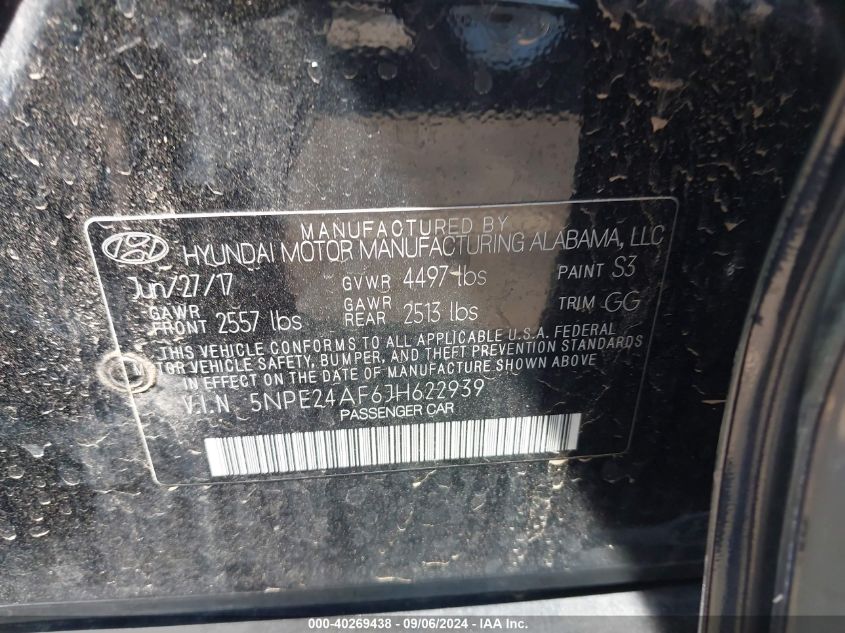 MANUFACTURED BY
HYUNDAI MOTOR MANUFACTURING ALABAMA, LLC
Jun/27/17 GVWR 4497 lbs PAINT S3
GAWR FRONT 2557 lbs GAWR REAR 2513 lbs TRIM GG
THIS VEHICLE CONFORMS TO ALL APPLICABLE U.S.A. FEDERAL
MOTOR VEHICLE SAFETY, BUMPER, AND THEFT PREVENTION STANDARDS
IN EFFECT ON THE DATE OF MANUFACTURE SHOWN ABOVE
V.I.N 5NPE24AF6JH622939
PASSENGER CAR
000-40269438 - 09/06/2024 - IAA